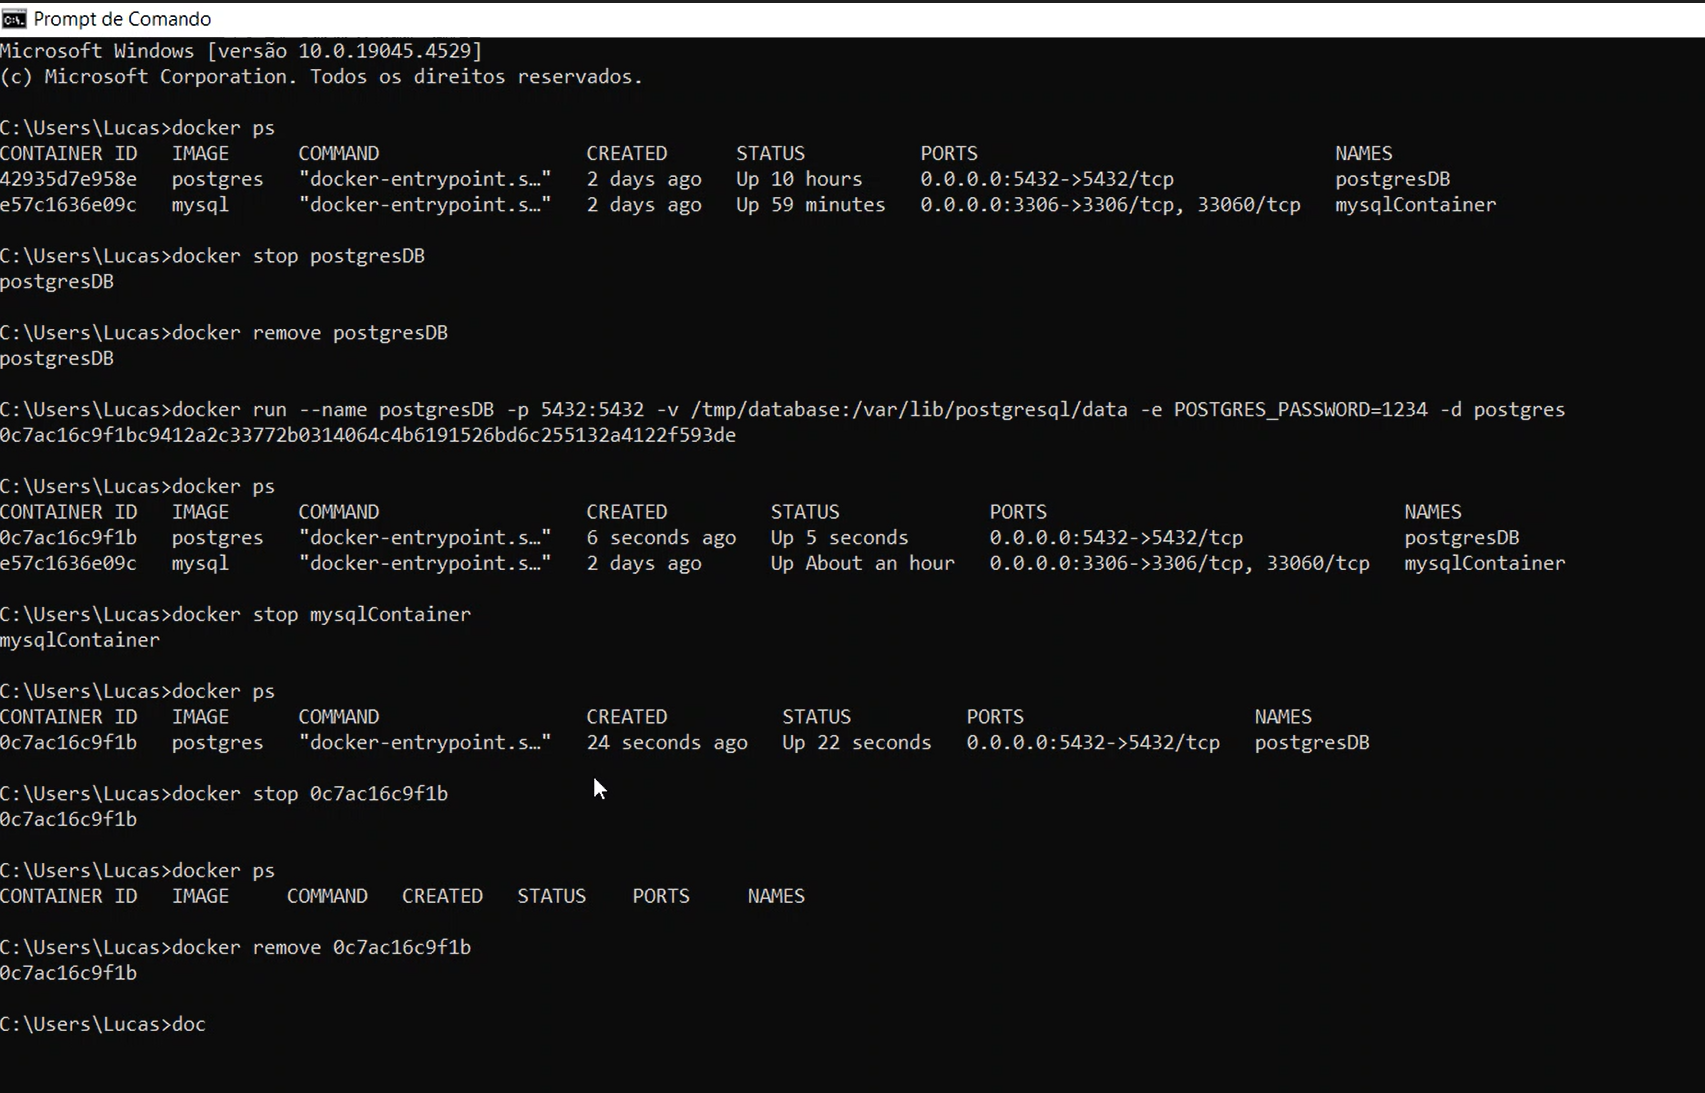 Prompt de Comando
Microsoft Windows [versão 10.0.19045.4529]
(c) Microsoft Corporation. Todos os direitos reservados.
C:\Users\Lucas>docker ps
CONTAINER ID   IMAGE      COMMAND                  CREATED      STATUS          PORTS                               NAMES
42935d7e958e   postgres   "docker-entrypoint.s…"   2 days ago   Up 10 hours     0.0.0.0:5432->5432/tcp              postgresDB
e57c1636e09c   mysql      "docker-entrypoint.s…"   2 days ago   Up 59 minutes   0.0.0.0:3306->3306/tcp, 33060/tcp   mysqlContainer
C:\Users\Lucas>docker stop postgresDB
postgresDB
C:\Users\Lucas>docker remove postgresDB
postgresDB
C:\Users\Lucas>docker run --name postgresDB -p 5432:5432 -v /tmp/database:/var/lib/postgresql/data -e POSTGRES_PASSWORD=1234 -d postgres
0c7ac16c9f1bc9412a2c33772b0314064c4b6191526bd6c255132a4122f593de
C:\Users\Lucas>docker ps
CONTAINER ID   IMAGE      COMMAND                  CREATED         STATUS             PORTS                               NAMES
0c7ac16c9f1b   postgres   "docker-entrypoint.s…"   6 seconds ago   Up 5 seconds       0.0.0.0:5432->5432/tcp              postgresDB
e57c1636e09c   mysql      "docker-entrypoint.s…"   2 days ago      Up About an hour   0.0.0.0:3306->3306/tcp, 33060/tcp   mysqlContainer
C:\Users\Lucas>docker stop mysqlContainer
mysqlContainer
C:\Users\Lucas>docker ps
CONTAINER ID   IMAGE      COMMAND                  CREATED          STATUS          PORTS                    NAMES
0c7ac16c9f1b   postgres   "docker-entrypoint.s…"   24 seconds ago   Up 22 seconds   0.0.0.0:5432->5432/tcp   postgresDB
C:\Users\Lucas>docker stop 0c7ac16c9f1b
0c7ac16c9f1b
C:\Users\Lucas>docker ps
CONTAINER ID   IMAGE     COMMAND   CREATED   STATUS    PORTS     NAMES
C:\Users\Lucas>docker remove 0c7ac16c9f1b
0c7ac16c9f1b
C:\Users\Lucas>doc